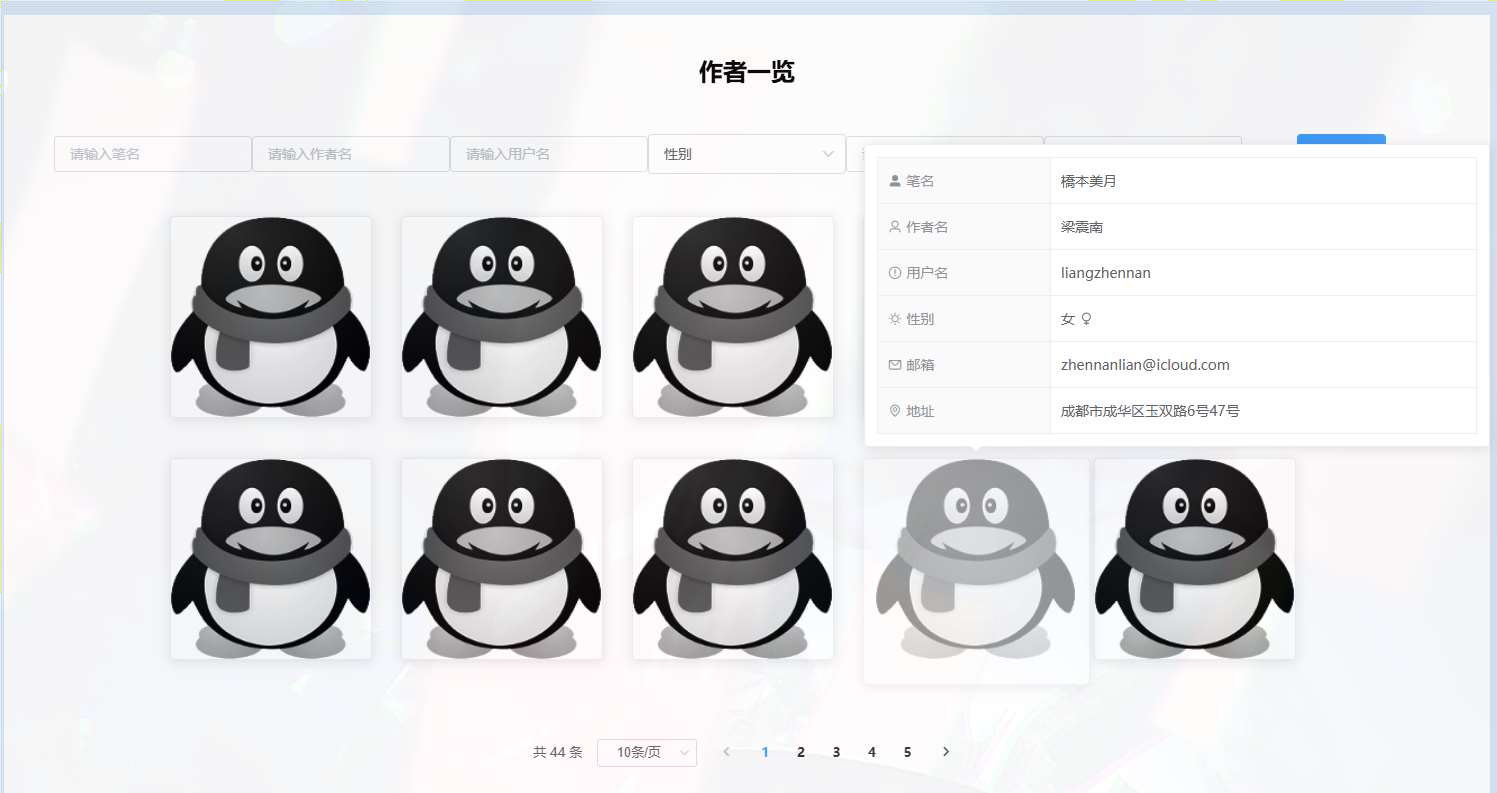 作者一览
请输入笔名 请输入作者名 请输入用户名 性别
笔名 橋本美月
作者名 梁震南
用户名 liangzhennan
性别 女 ♀
邮箱 zhennanlian@icloud.com
地址 成都市成华区玉双路6号47号
共 44 条 10条/页 1 2 3 4 5